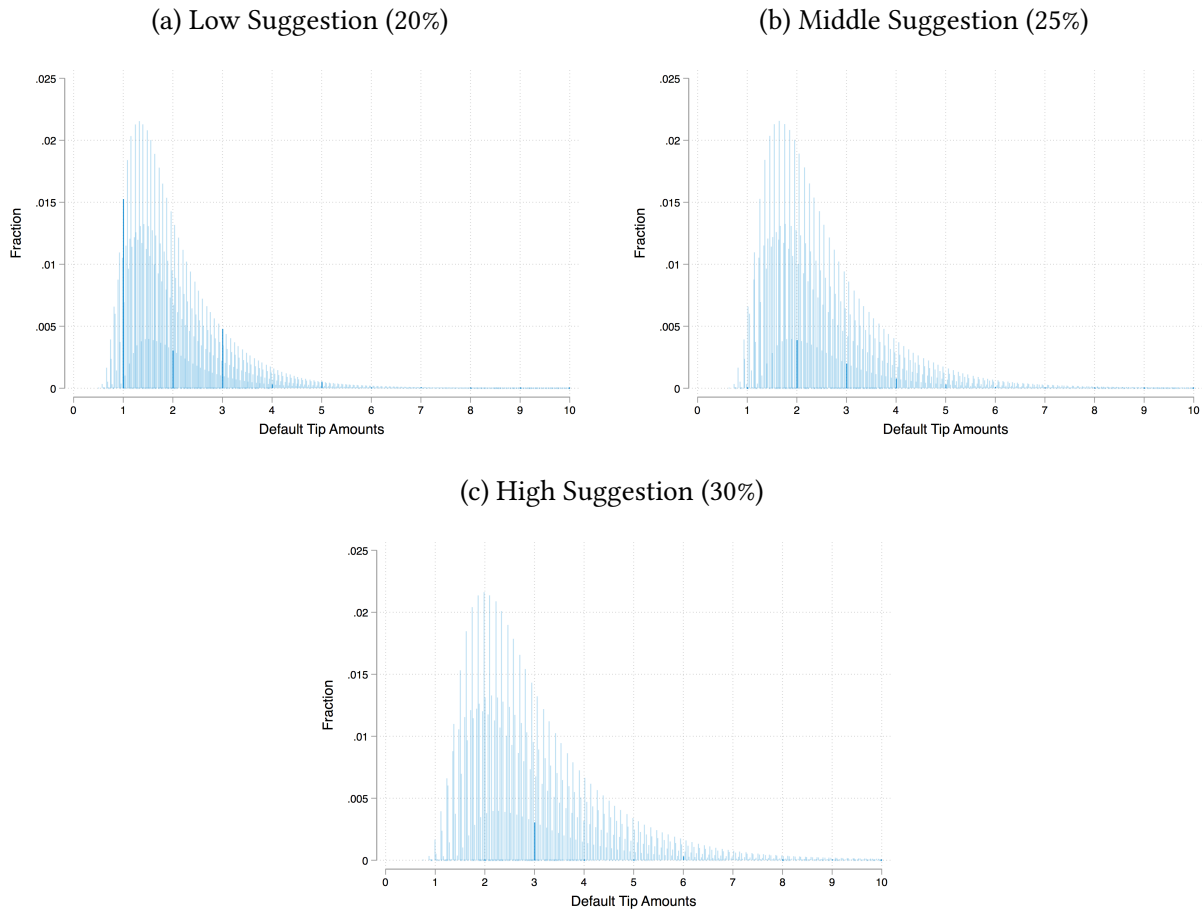 (a) Low Suggestion (20%)
(b) Middle Suggestion (25%)
.025
.02
.015
.01
.005
0
Fraction
0 1 2 3 4 5 6 7 8 9 10
Default Tip Amounts
.025
.02
.015
.01
.005
0
Fraction
0 1 2 3 4 5 6 7 8 9 10
Default Tip Amounts
(c) High Suggestion (30%)
.025
.02
.015
.01
.005
0
Fraction
0 1 2 3 4 5 6 7 8 9 10
Default Tip Amounts